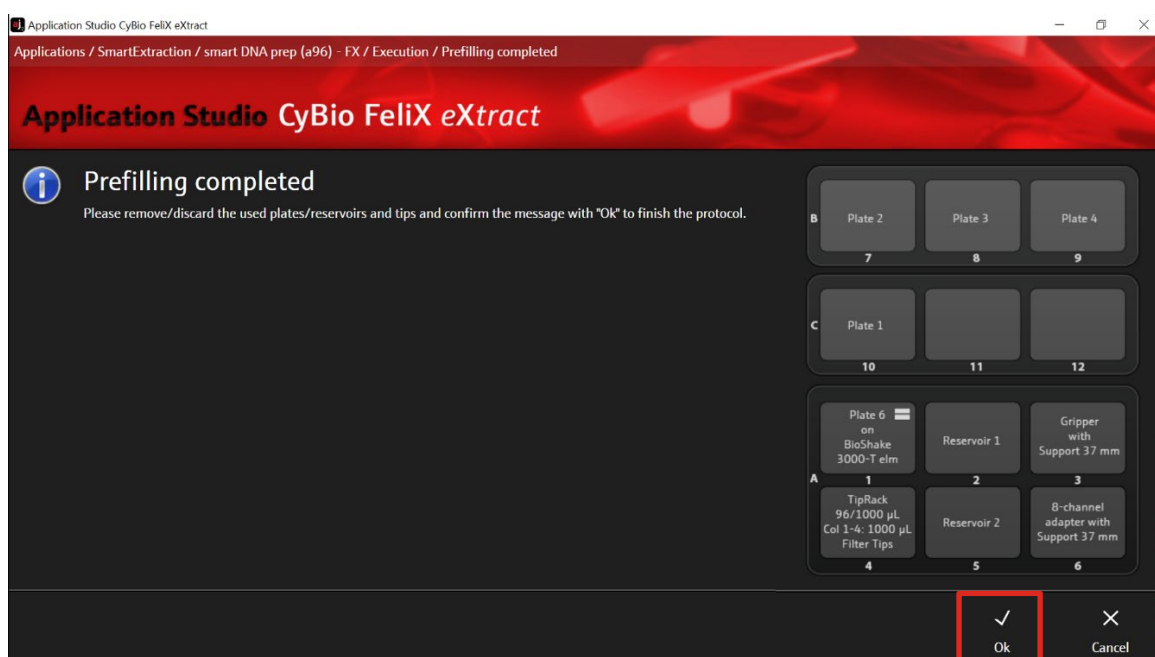 Application Studio CyBio FeliX eXtract
Applications / SmartExtraction / smart DNA prep (a96) - FX / Execution / Prefilling completed
Application Studio CyBio FeliX eXtract
Prefilling completed
Please remove/discard the used plates/reservoirs and tips and confirm the message with "Ok" to finish the protocol.
B
Plate 2
Plate 3
Plate 4
7
8
9
C
Plate 1
10
11
12
A
Plate 6
on
BioShake
3000-T elm
Reservoir 1
Gripper
with
Support 37 mm
1
2
3
TipRack
96/1000 µL
Col 1-4: 1000 µL
Filter Tips
Reservoir 2
8-channel
adapter with
Support 37 mm
4
5
6
Ok
Cancel